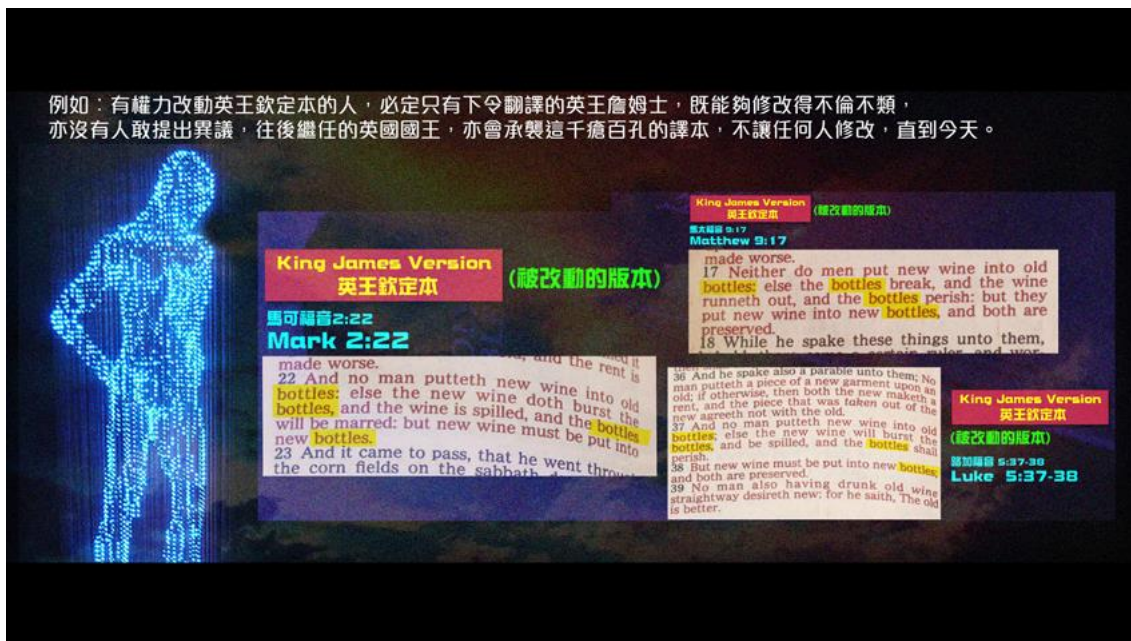 例如：有權力改動英王欽定本的人，必定只有下令翻譯的英王詹姆士，既能夠修改得不倫不類，
亦沒有人敢提出異議，往後繼任的英國國王，亦會承襲這千瘡百孔的譯本，不讓任何人修改，直到今天。
King James Version
英王欽定本
(被改動的版本)
馬可福音2:22
Mark 2:22
made worse.
and the rent is
22 And no man putteth new wine into old
bottles: else the new wine doth burst the
bottles, and the wine is spilled, and the bottles
will be marred: but new wine must be put into
new bottles.
23 And it came to pass, that he went through
the corn fields on the sabbath
King James Version
英王欽定本
(被改動的版本)
馬太福音 9:17
Matthew 9:17
made worse.
17 Neither do men put new wine into old
bottles: else the bottles break, and the wine
runneth out, and the bottles perish: but they
put new wine into new bottles, and both are
preserved.
18 While he spake these things unto them,
36 And he spake also a parable unto them; No
man putteth a piece of a new garment upon an
old; if otherwise, then both the new maketh a
rent, and the piece that was taken out of the
new agreeth not with the old.
37 And no man putteth new wine into old
bottles; else the new wine will burst the
bottles, and be spilled, and the bottles shall
perish.
38 But new wine must be put into new bottles;
and both are preserved.
39 No man also having drunk old wine
straightway desireth new: for he saith, The old
is better.
King James Version
英王欽定本
(被改動的版本)
路加福音 5:37-38
Luke 5:37-38